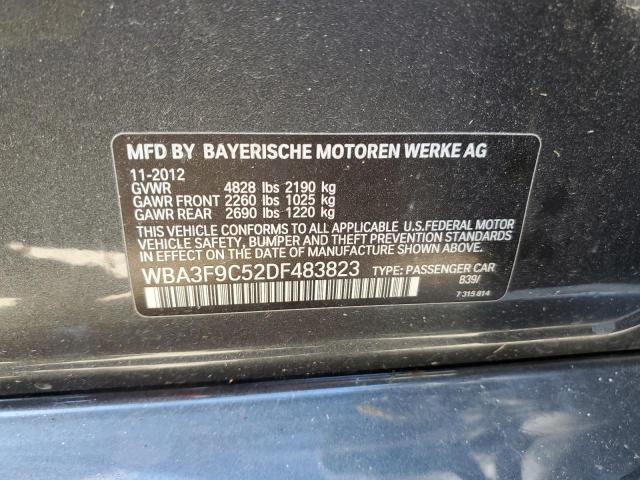 MFD BY BAYERISCHE MOTOREN WERKE AG
11-2012
GVWR 4828 lbs 2190 kg
GAWR FRONT 2260 lbs 1025 kg
GAWR REAR 2690 lbs 1220 kg
THIS VEHICLE CONFORMS TO ALL APPLICABLE U.S.FEDERAL MOTOR
VEHICLE SAFETY, BUMPER AND THEFT PREVENTION STANDARDS
IN EFFECT ON THE DATE OF MANUFACTURE SHOWN ABOVE.
WBA3F9C52DF483823 TYPE: PASSENGER CAR
B39/
7 315 814